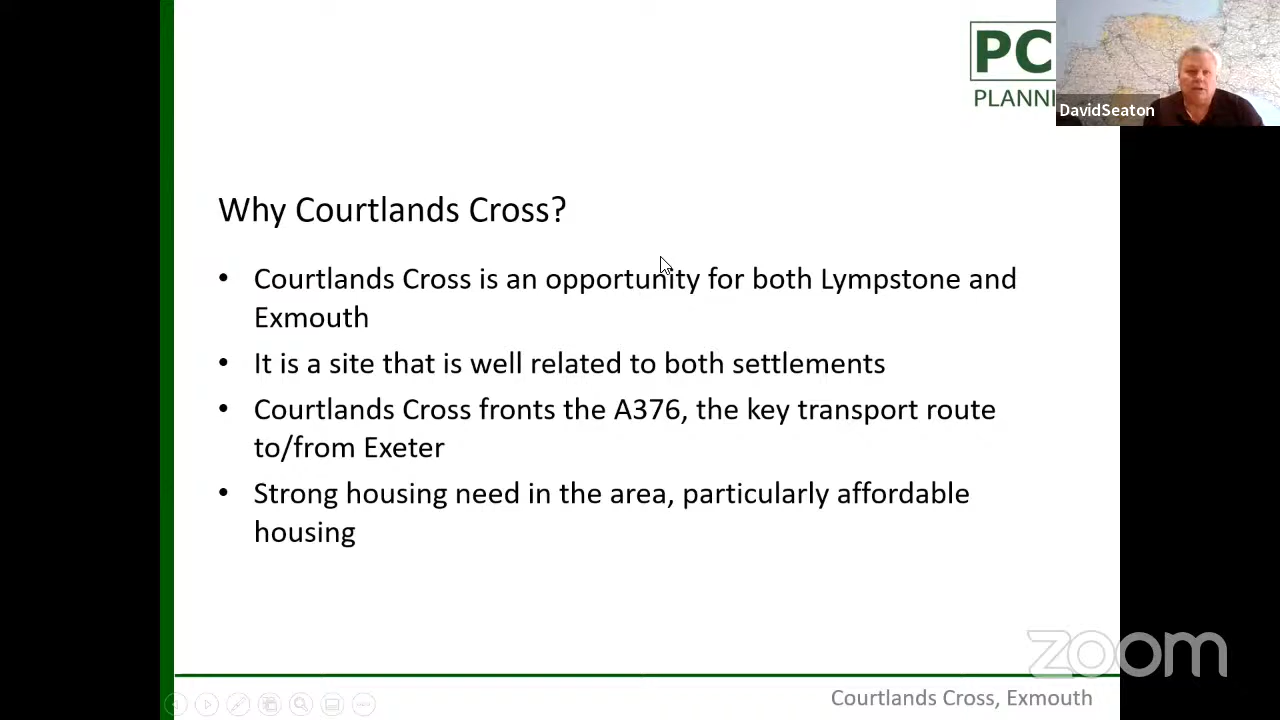 PC
PLANNI
DavidSeaton
Why Courtlands Cross?
• Courtlands Cross is an opportunity for both Lympstone and
Exmouth
• It is a site that is well related to both settlements
• Courtlands Cross fronts the A376, the key transport route
to/from Exeter
• Strong housing need in the area, particularly affordable
housing
zoom
Courtlands Cross, Exmouth